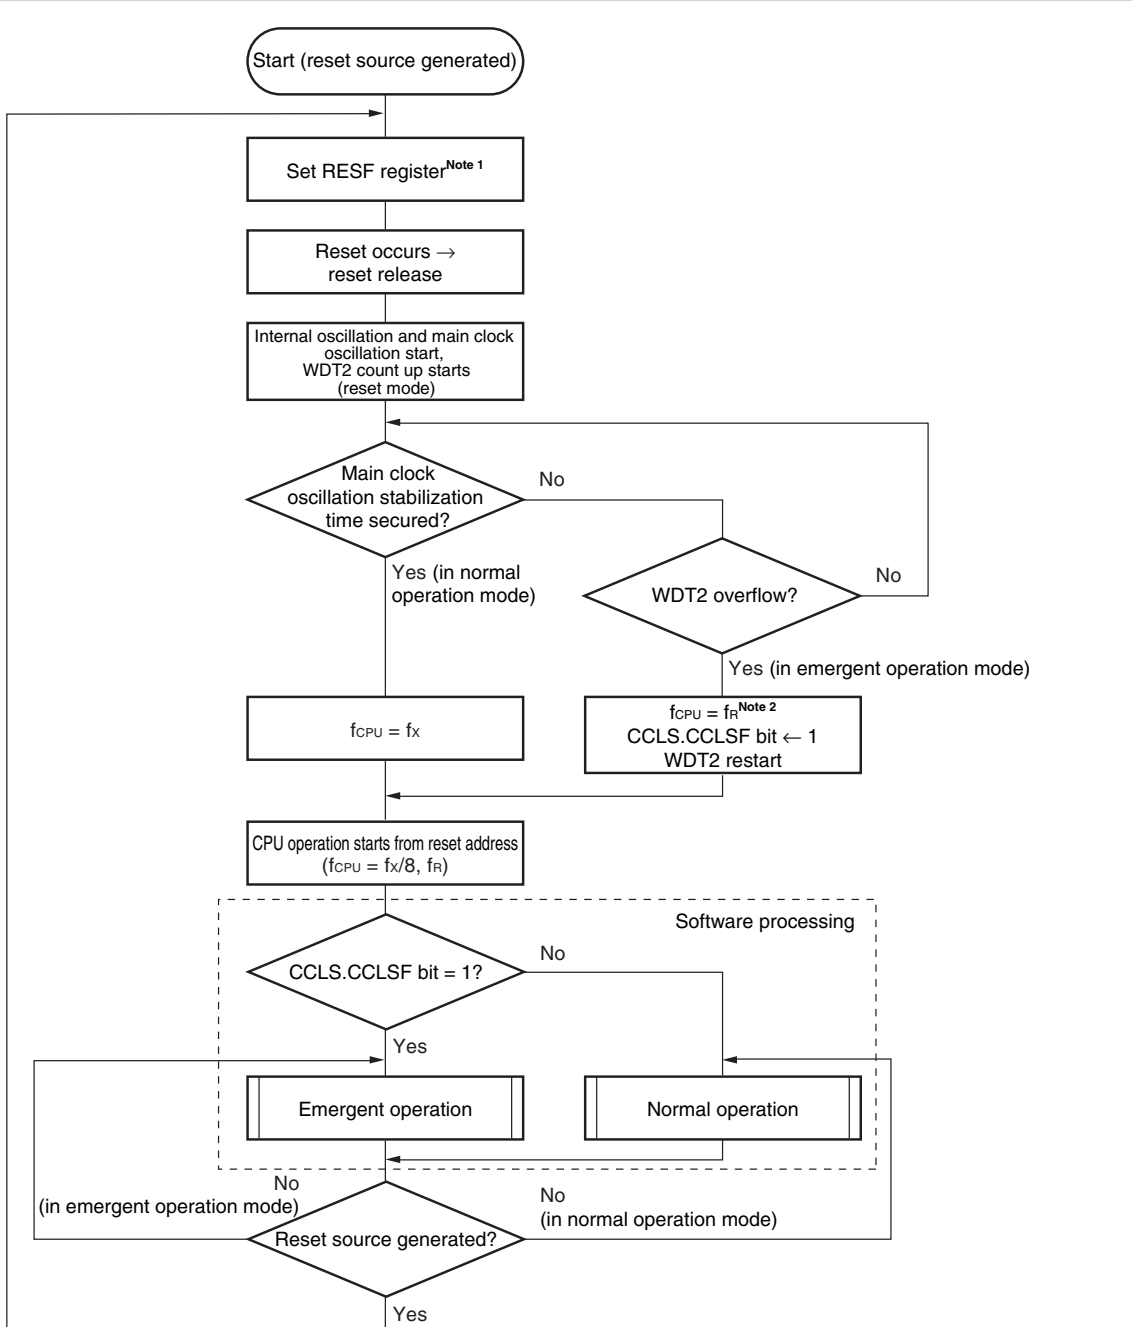 Start (reset source generated)
Set RESF register Note 1
Reset occurs →
reset release
Internal oscillation and main clock
oscillation start,
WDT2 count up starts
(reset mode)
Main clock
oscillation stabilization
time secured?
No
Yes (in normal
operation mode)
WDT2 overflow?
No
Yes (in emergent operation mode)
fCPU = fX
fCPU = fR Note 2
CCLS.CCLSF bit ← 1
WDT2 restart
CPU operation starts from reset address
(fCPU = fX/8, fR)
Software processing
CCLS.CCLSF bit = 1?
No
Yes
Emergent operation
Normal operation
No
(in emergent operation mode)
No
(in normal operation mode)
Reset source generated?
Yes